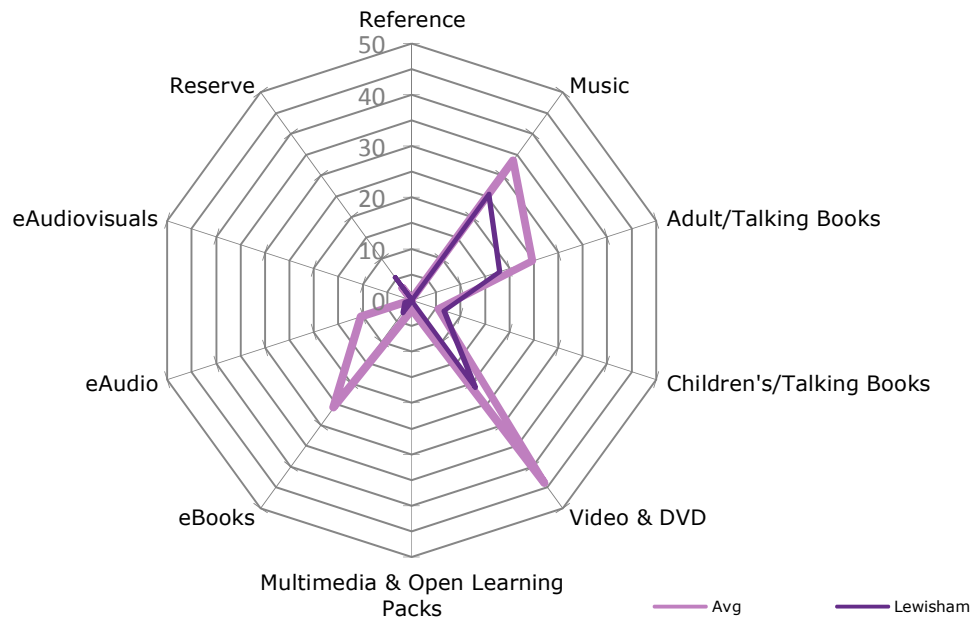 Reference
50
Reserve
Music
40
30
eAudiovisuals
Adult/Talking Books
20
10
0
eAudio
Children's/Talking Books
eBooks
Video & DVD
Multimedia & Open Learning
Packs
Avg
Lewisham